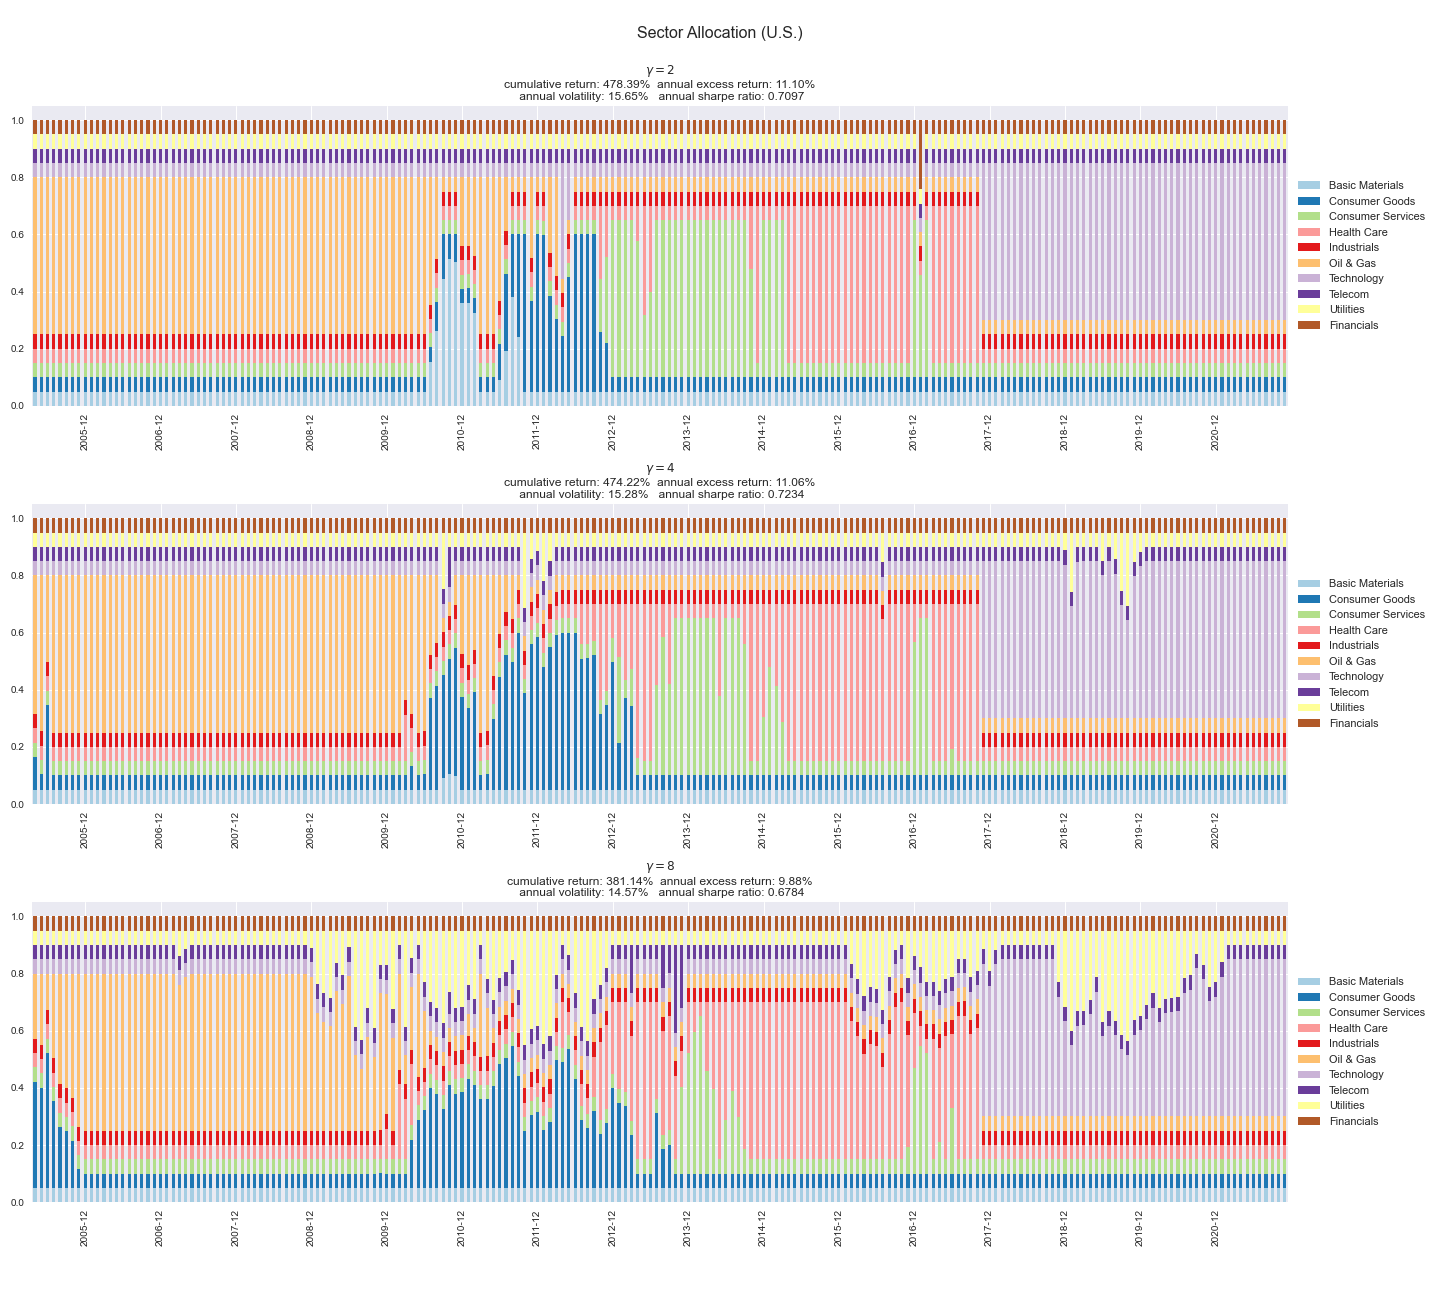 Sector Allocation (U.S.)
γ = 2
cumulative return: 478.39%  annual excess return: 11.10%
annual volatility: 15.65%   annual sharpe ratio: 0.7097
1.0
0.8
0.6
0.4
0.2
0.0
2005-12
2006-12
2007-12
2008-12
2009-12
2010-12
2011-12
2012-12
2013-12
2014-12
2015-12
2016-12
2017-12
2018-12
2019-12
2020-12
Basic Materials
Consumer Goods
Consumer Services
Health Care
Industrials
Oil & Gas
Technology
Telecom
Utilities
Financials
γ = 4
cumulative return: 474.22%  annual excess return: 11.06%
annual volatility: 15.28%   annual sharpe ratio: 0.7234
1.0
0.8
0.6
0.4
0.2
0.0
2005-12
2006-12
2007-12
2008-12
2009-12
2010-12
2011-12
2012-12
2013-12
2014-12
2015-12
2016-12
2017-12
2018-12
2019-12
2020-12
Basic Materials
Consumer Goods
Consumer Services
Health Care
Industrials
Oil & Gas
Technology
Telecom
Utilities
Financials
γ = 8
cumulative return: 381.14%  annual excess return: 9.88%
annual volatility: 14.57%   annual sharpe ratio: 0.6784
1.0
0.8
0.6
0.4
0.2
0.0
2005-12
2006-12
2007-12
2008-12
2009-12
2010-12
2011-12
2012-12
2013-12
2014-12
2015-12
2016-12
2017-12
2018-12
2019-12
2020-12
Basic Materials
Consumer Goods
Consumer Services
Health Care
Industrials
Oil & Gas
Technology
Telecom
Utilities
Financials